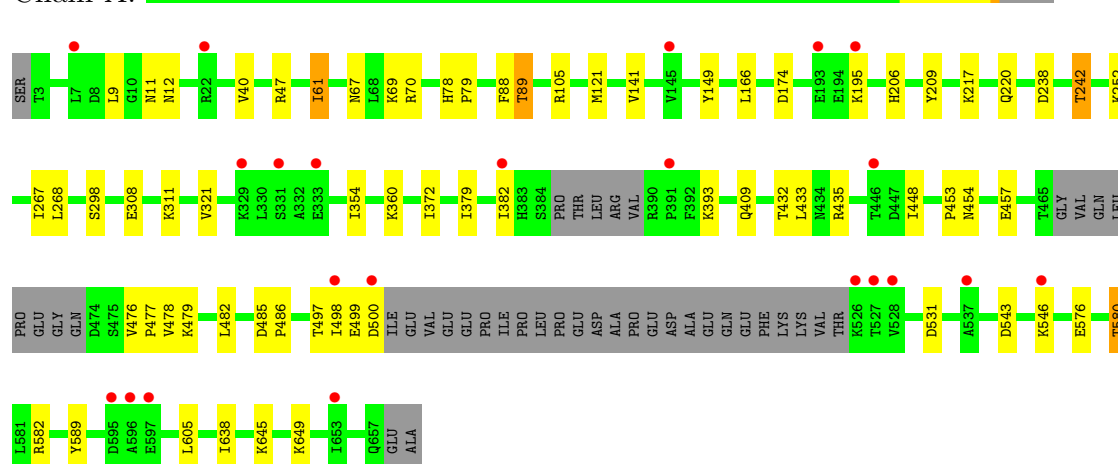 SER T3 L7 D8 L9 G10 N11 N12 R22 V40 R47 I61 N67 L68 K69 R70 H78 P79 F88 T89 R105 M121 V141 V145 Y149 L166 D174 E193 E194 K195 H206 Y209 K217 Q220 D238 T242 K252
I267 L268 S298 E308 K311 V321 K329 L330 S331 A332 E333 I354 K360 I372 I379 I382 H383 S384 PRO THR LEU ARG VAL R390 P391 F392 K393 Q409 T432 L433 N434 R435 T446 D447 I448 P453 N454 E457 T465 GLY VAL GLN LEU
PRO GLU GLY GLN D474 S475 V476 P477 V478 K479 L482 D485 P486 T497 I498 E499 D500 ILE GLU VAL GLU GLU PRO ILE PRO LEU PRO GLU ASP ALA PRO GLU ASP ALA GLU GLN GLU PHE LYS LYS VAL THR K526 T527 V528 D531 A537 D543 K546 E576 T580
L581 R582 Y589 D595 A596 E597 L605 I638 K645 K649 I653 Q657 GLU ALA